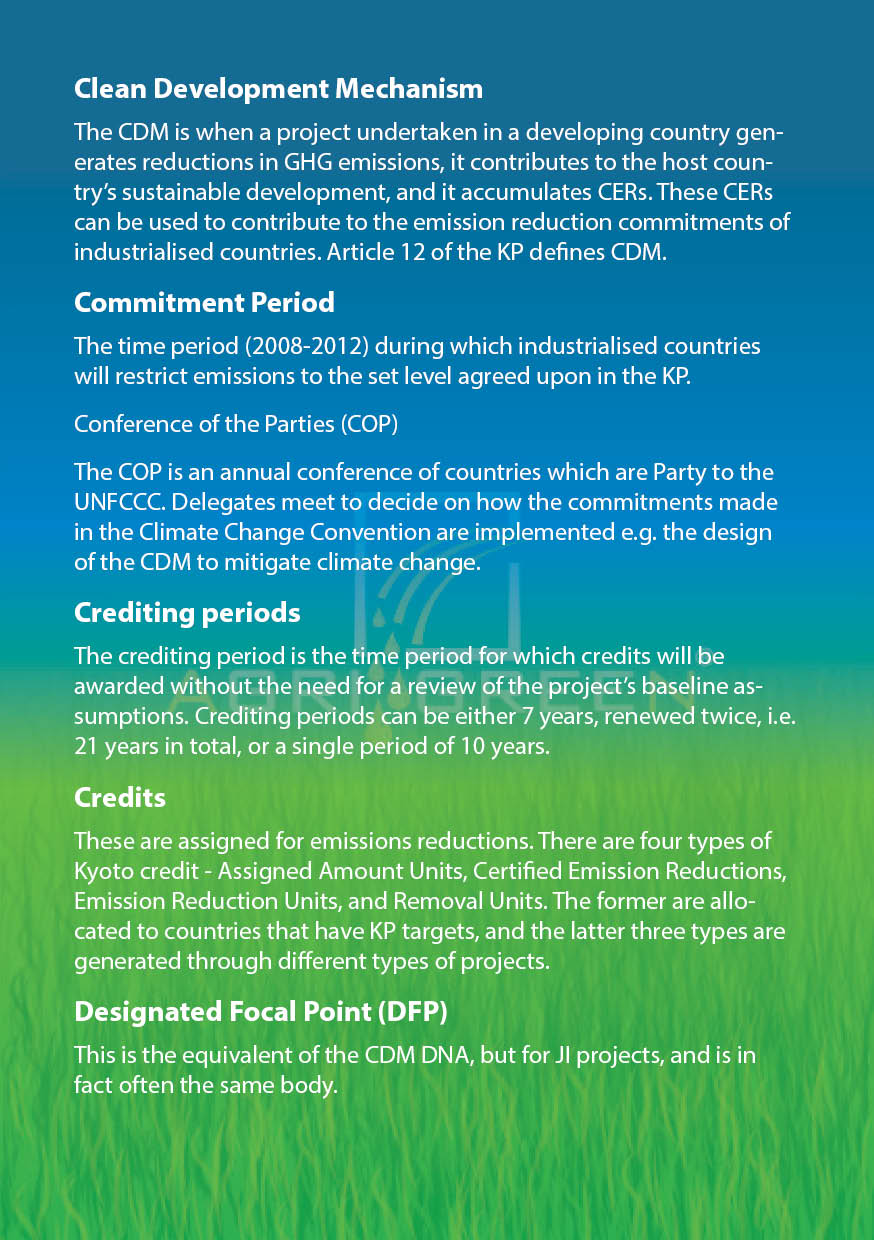 Clean Development Mechanism
The CDM is when a project undertaken in a developing country gen-
erates reductions in GHG emissions, it contributes to the host coun-
try’s sustainable development, and it accumulates CERs. These CERs
can be used to contribute to the emission reduction commitments of
industrialised countries. Article 12 of the KP defines CDM.
Commitment Period
The time period (2008-2012) during which industrialised countries
will restrict emissions to the set level agreed upon in the KP.
Conference of the Parties (COP)
The COP is an annual conference of countries which are Party to the
UNFCCC. Delegates meet to decide on how the commitments made
in the Climate Change Convention are implemented e.g. the design
of the CDM to mitigate climate change.
Crediting periods
The crediting period is the time period for which credits will be
awarded without the need for a review of the project’s baseline as-
sumptions. Crediting periods can be either 7 years, renewed twice, i.e.
21 years in total, or a single period of 10 years.
AGRI GREEN
Credits
These are assigned for emissions reductions. There are four types of
Kyoto credit - Assigned Amount Units, Certified Emission Reductions,
Emission Reduction Units, and Removal Units. The former are allo-
cated to countries that have KP targets, and the latter three types are
generated through different types of projects.
Designated Focal Point (DFP)
This is the equivalent of the CDM DNA, but for JI projects, and is in
fact often the same body.